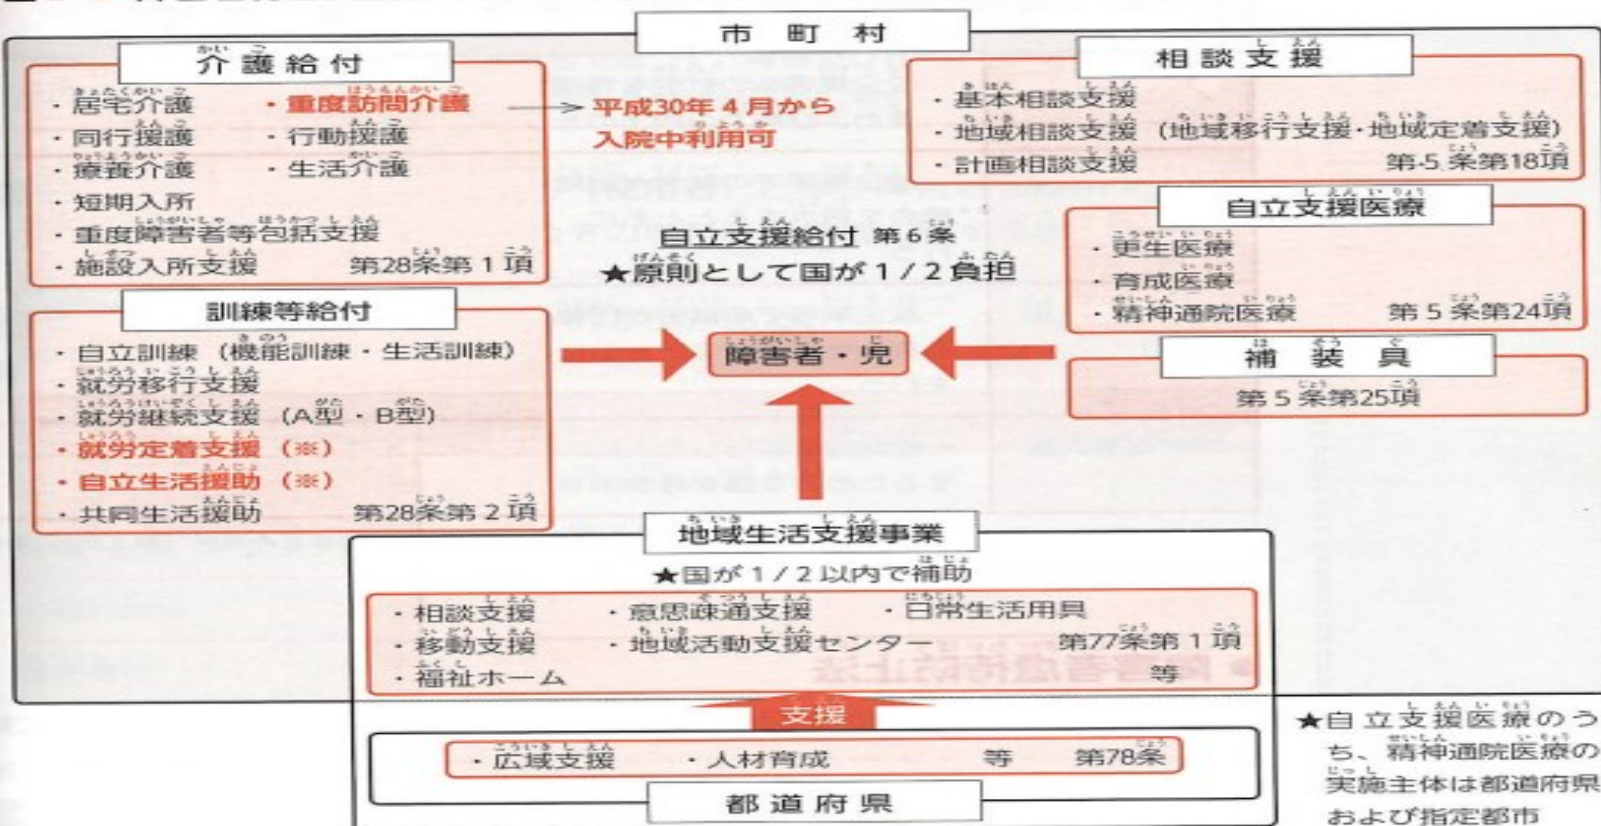 市町村
介護給付
・居宅介護 ・重度訪問介護 → 平成30年4月から
入院中利用可
・同行援護 ・行動援護
・療養介護 ・生活介護
・短期入所
・重度障害者等包括支援
・施設入所支援 第28条第1項
訓練等給付
・自立訓練（機能訓練・生活訓練）
・就労移行支援
・就労継続支援（A型・B型）
・就労定着支援（※）
・自立生活援助（※）
・共同生活援助 第28条第2項
自立支援給付 第6条
★原則として国が1/2負担
障害者・児
相談支援
・基本相談支援
・地域相談支援（地域移行支援・地域定着支援）
・計画相談支援 第5条第18項
自立支援医療
・更生医療
・育成医療
・精神通院医療 第5条第24項
補装具
第5条第25項
地域生活支援事業
★国が1/2以内で補助
・相談支援 ・意思疎通支援 ・日常生活用具
・移動支援 ・地域活動支援センター 第77条第1項
・福祉ホーム 等
支援
・広域支援 ・人材育成 等 第78条
都道府県
★自立支援医療のう
ち、精神通院医療の
実施主体は都道府県
および指定都市